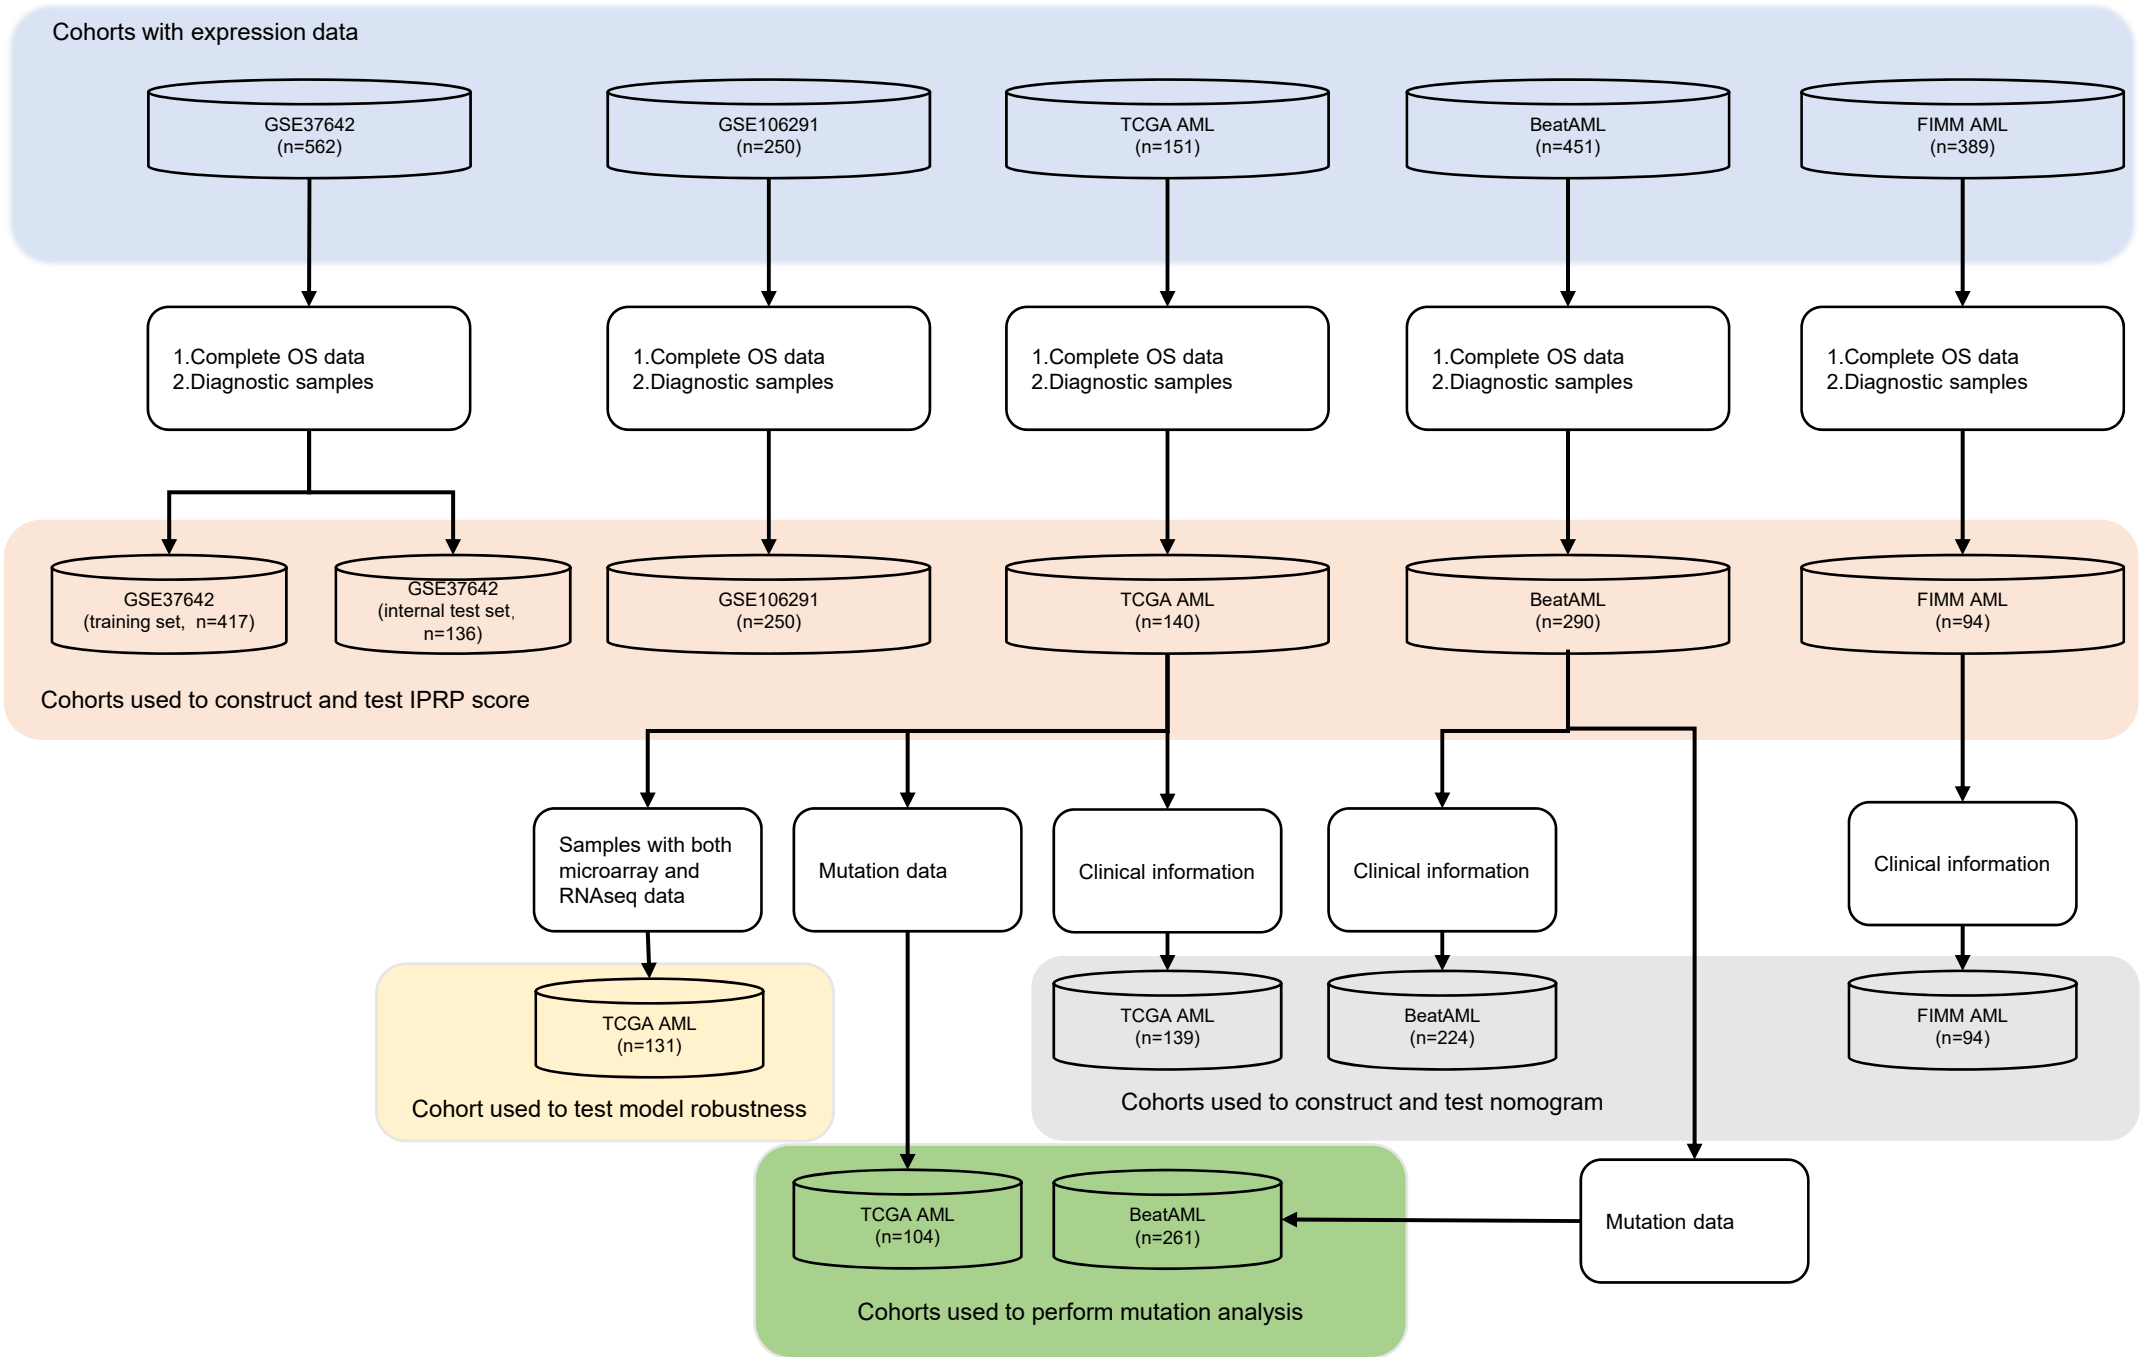 Cohorts with expression data
GSE37642
(n=562)
GSE106291
(n=250)
TCGA AML
(n=151)
BeatAML
(n=451)
FIMM AML
(n=389)
1.Complete OS data
2.Diagnostic samples
1.Complete OS data
2.Diagnostic samples
1.Complete OS data
2.Diagnostic samples
1.Complete OS data
2.Diagnostic samples
1.Complete OS data
2.Diagnostic samples
GSE37642
(training set, n=417)
GSE37642
(internal test set,
n=136)
GSE106291
(n=250)
TCGA AML
(n=140)
BeatAML
(n=290)
FIMM AML
(n=94)
Cohorts used to construct and test IPRP score
Samples with both
microarray and
RNAseq data
Mutation data
Clinical information
Clinical information
Clinical information
TCGA AML
(n=131)
Cohort used to test model robustness
TCGA AML
(n=139)
BeatAML
(n=224)
FIMM AML
(n=94)
Cohorts used to construct and test nomogram
TCGA AML
(n=104)
BeatAML
(n=261)
Mutation data
Cohorts used to perform mutation analysis